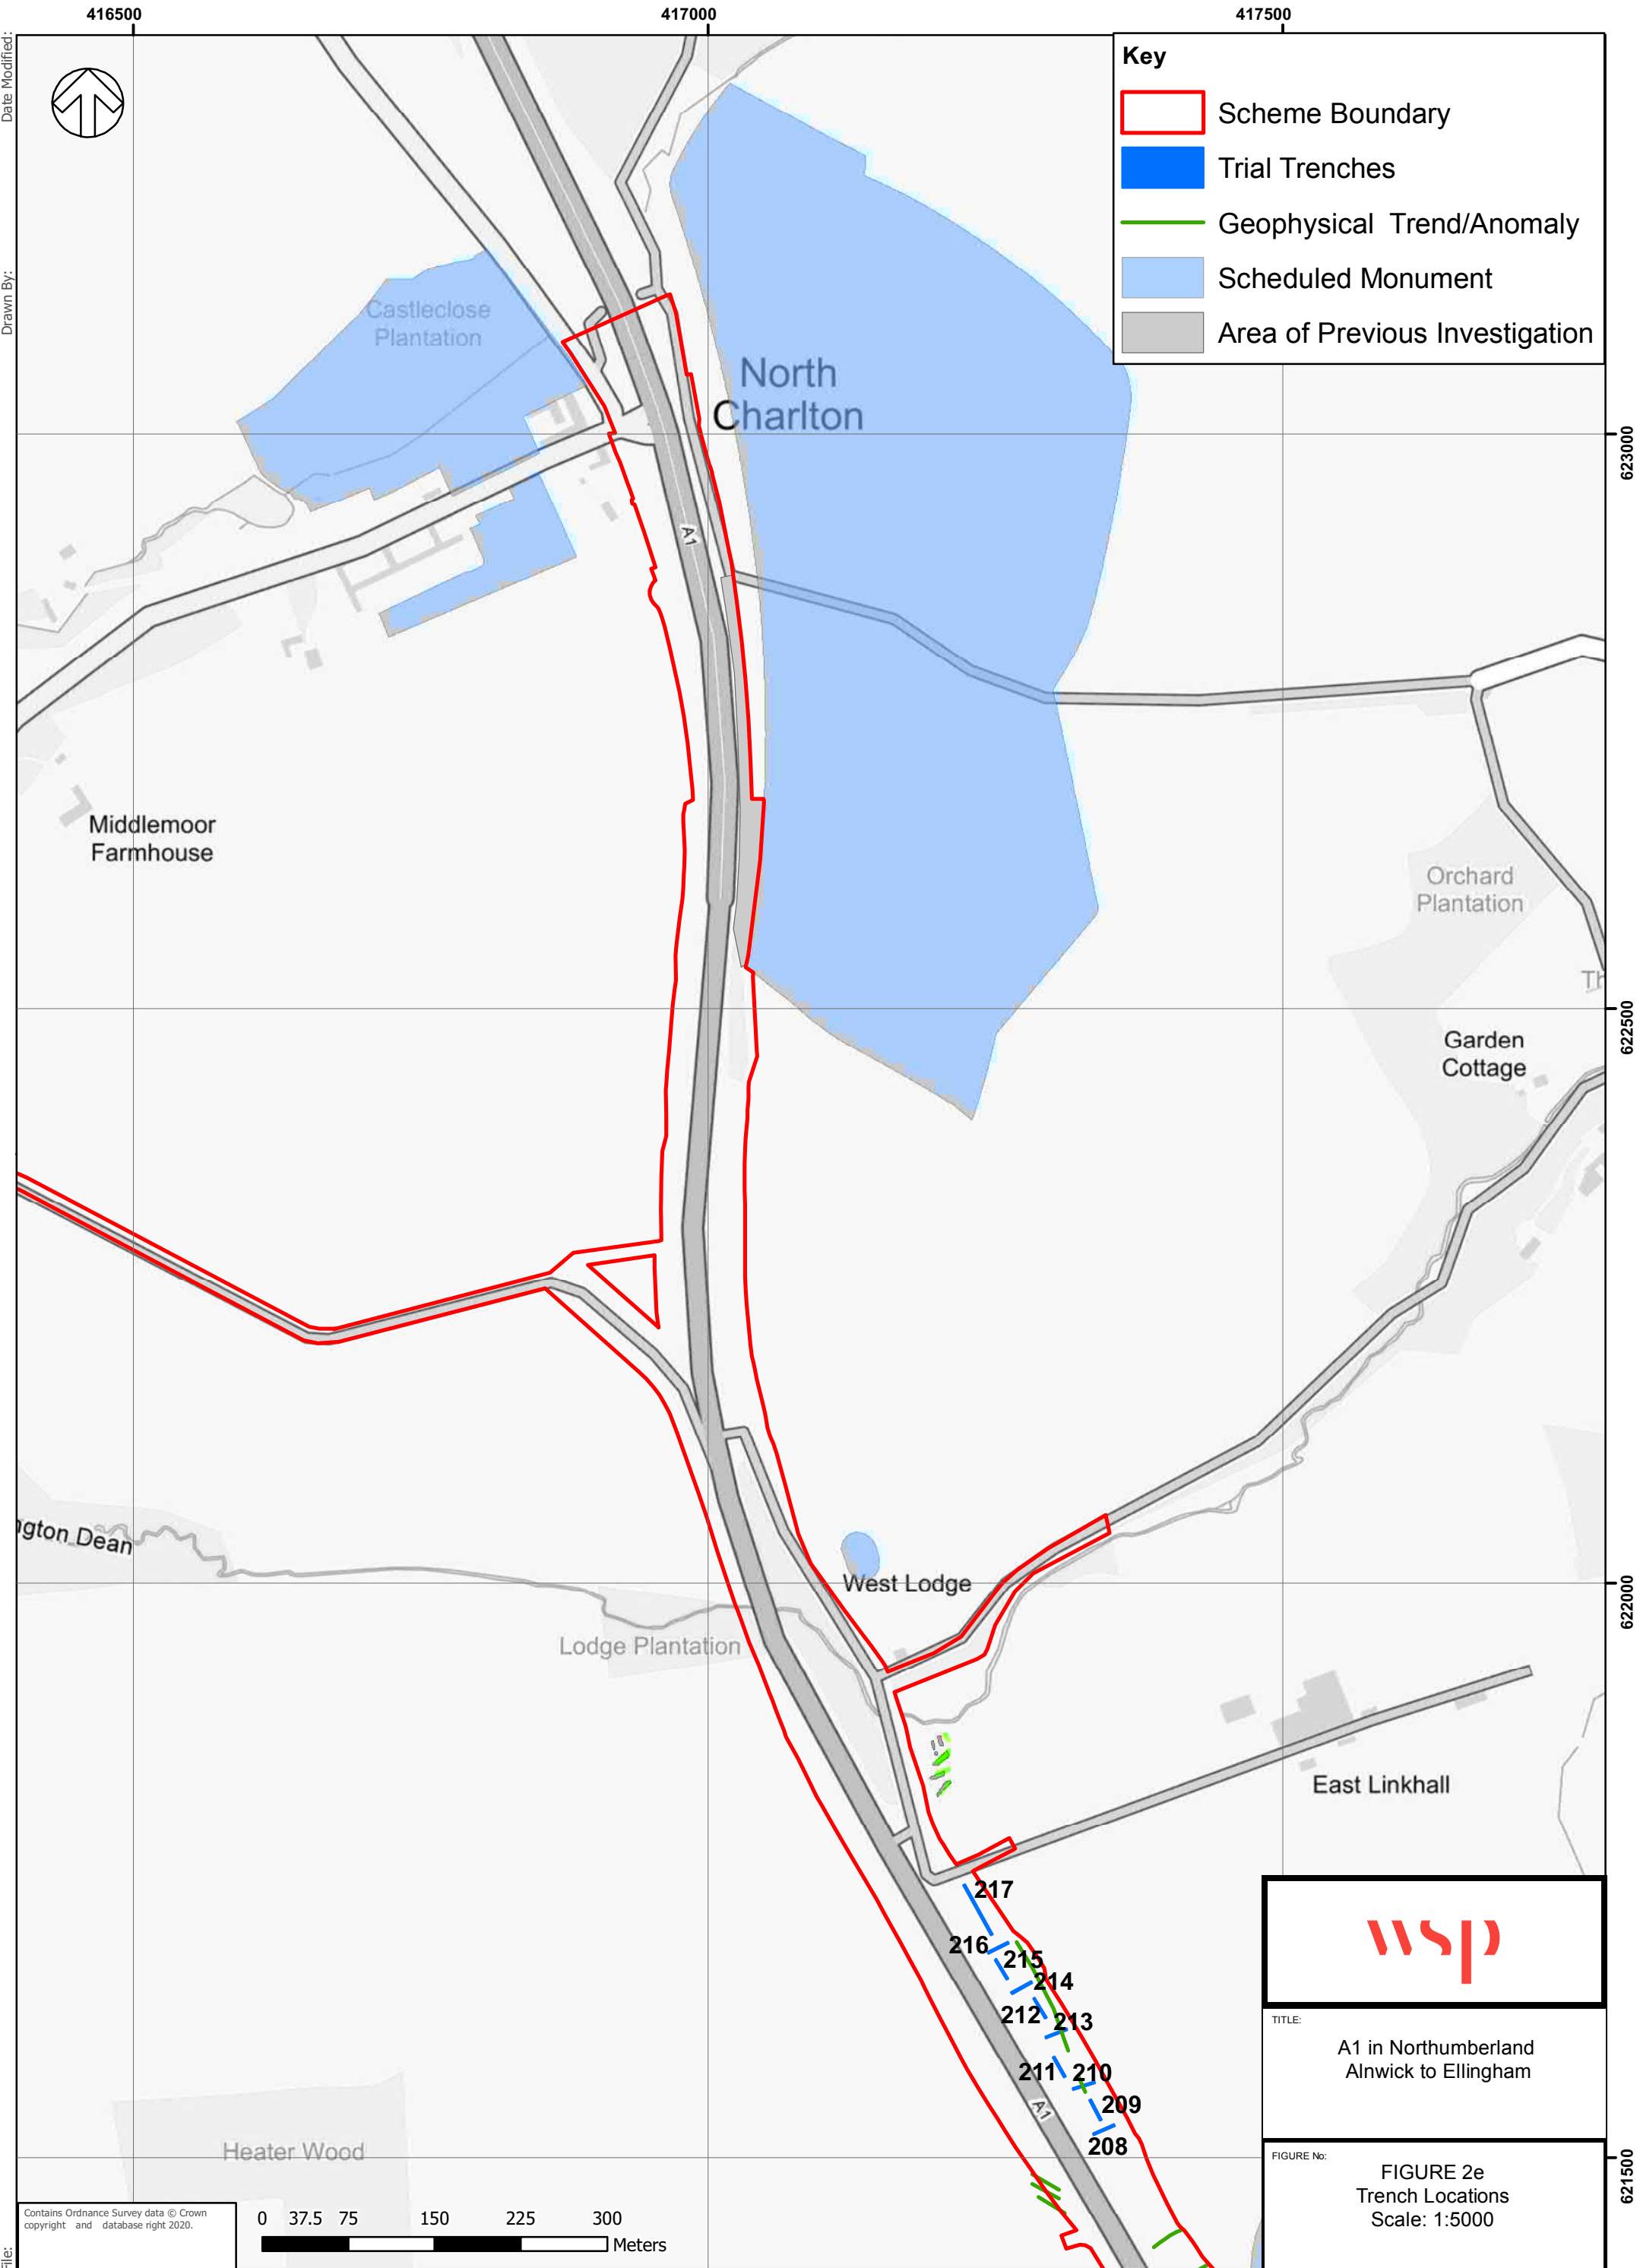 416500
417000
417500
Date Modified:
Drawn By:
File:
Key
Scheme Boundary
Trial Trenches
Geophysical Trend/Anomaly
Scheduled Monument
Area of Previous Investigation
Castleclose
Plantation
North
Charlton
623000
A1
Middlemoor
Farmhouse
Orchard
Plantation
Th
622500
Garden
Cottage
ngton Dean
West Lodge
622000
Lodge Plantation
East Linkhall
217
216
215
214
212
213
211
210
209
208
A1
Heater Wood
621500
wsp
TITLE:
A1 in Northumberland
Alnwick to Ellingham
FIGURE No:
FIGURE 2e
Trench Locations
Scale: 1:5000
Contains Ordnance Survey data © Crown
copyright and database right 2020.
0 37.5 75 150 225 300
Meters